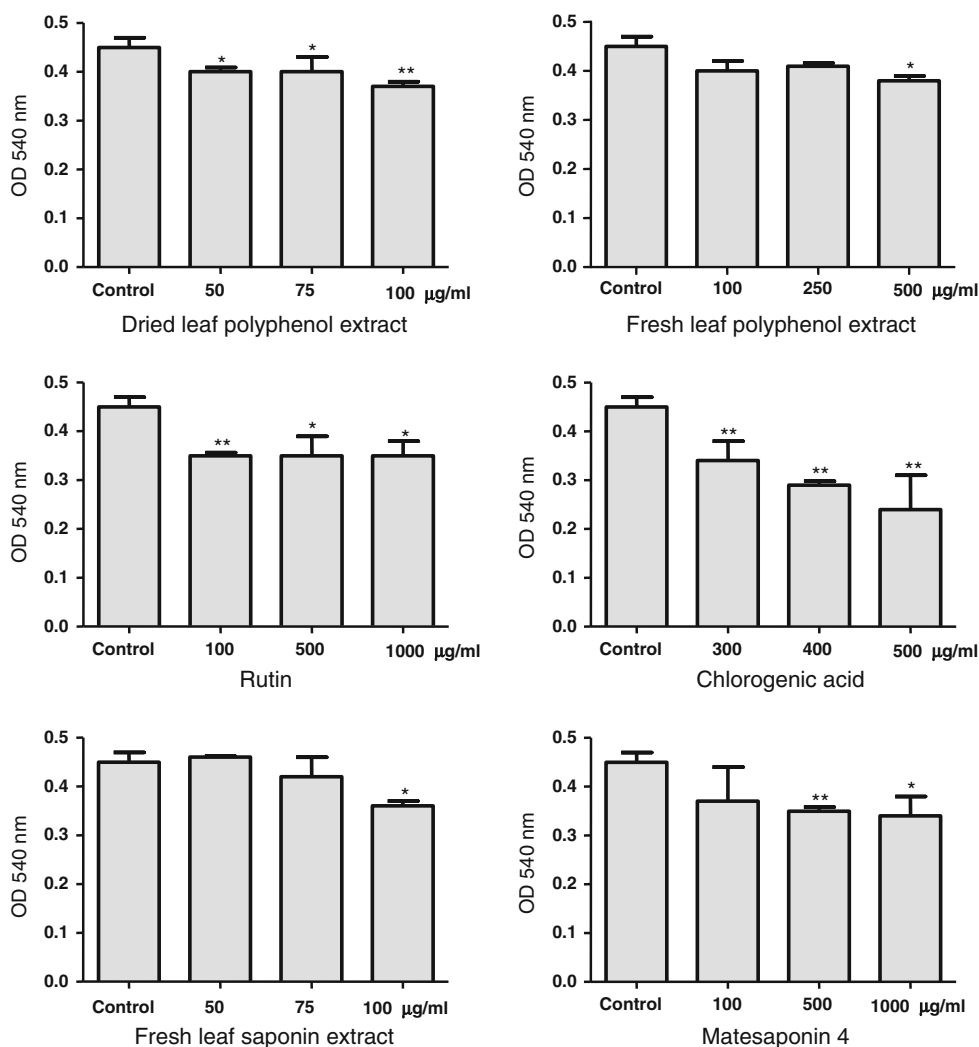 0.5
0.4
0.3
0.2
0.1
0.0
OD 540 nm
*
*
**
Control 50 75 100 μg/ml
Dried leaf polyphenol extract
0.5
0.4
0.3
0.2
0.1
0.0
OD 540 nm
*
Control 100 250 500 μg/ml
Fresh leaf polyphenol extract
0.5
0.4
0.3
0.2
0.1
0.0
OD 540 nm
**
*
*
Control 100 500 1000 μg/ml
Rutin
0.5
0.4
0.3
0.2
0.1
0.0
OD 540 nm
**
**
**
Control 300 400 500 μg/ml
Chlorogenic acid
0.5
0.4
0.3
0.2
0.1
0.0
OD 540 nm
*
Control 50 75 100 μg/ml
Fresh leaf saponin extract
0.5
0.4
0.3
0.2
0.1
0.0
OD 540 nm
**
*
Control 100 500 1000 μg/ml
Matesaponin 4